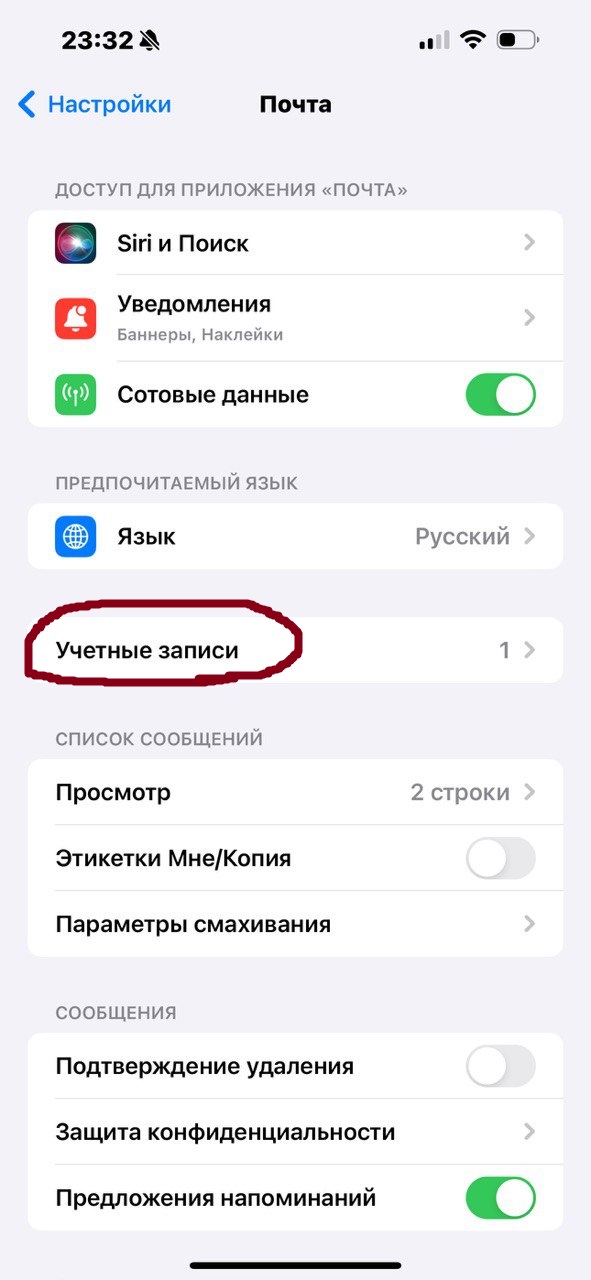 23:32
Настройки
Почта
ДОСТУП ДЛЯ ПРИЛОЖЕНИЯ «ПОЧТА»
Siri и Поиск
Уведомления
Баннеры, Наклейки
Сотовые данные
ПРЕДПОЧИТАЕМЫЙ ЯЗЫК
Язык Русский
Учетные записи 1
СПИСОК СООБЩЕНИЙ
Просмотр 2 строки
Этикетки Мне/Копия
Параметры смахивания
СООБЩЕНИЯ
Подтверждение удаления
Защита конфиденциальности
Предложения напоминаний